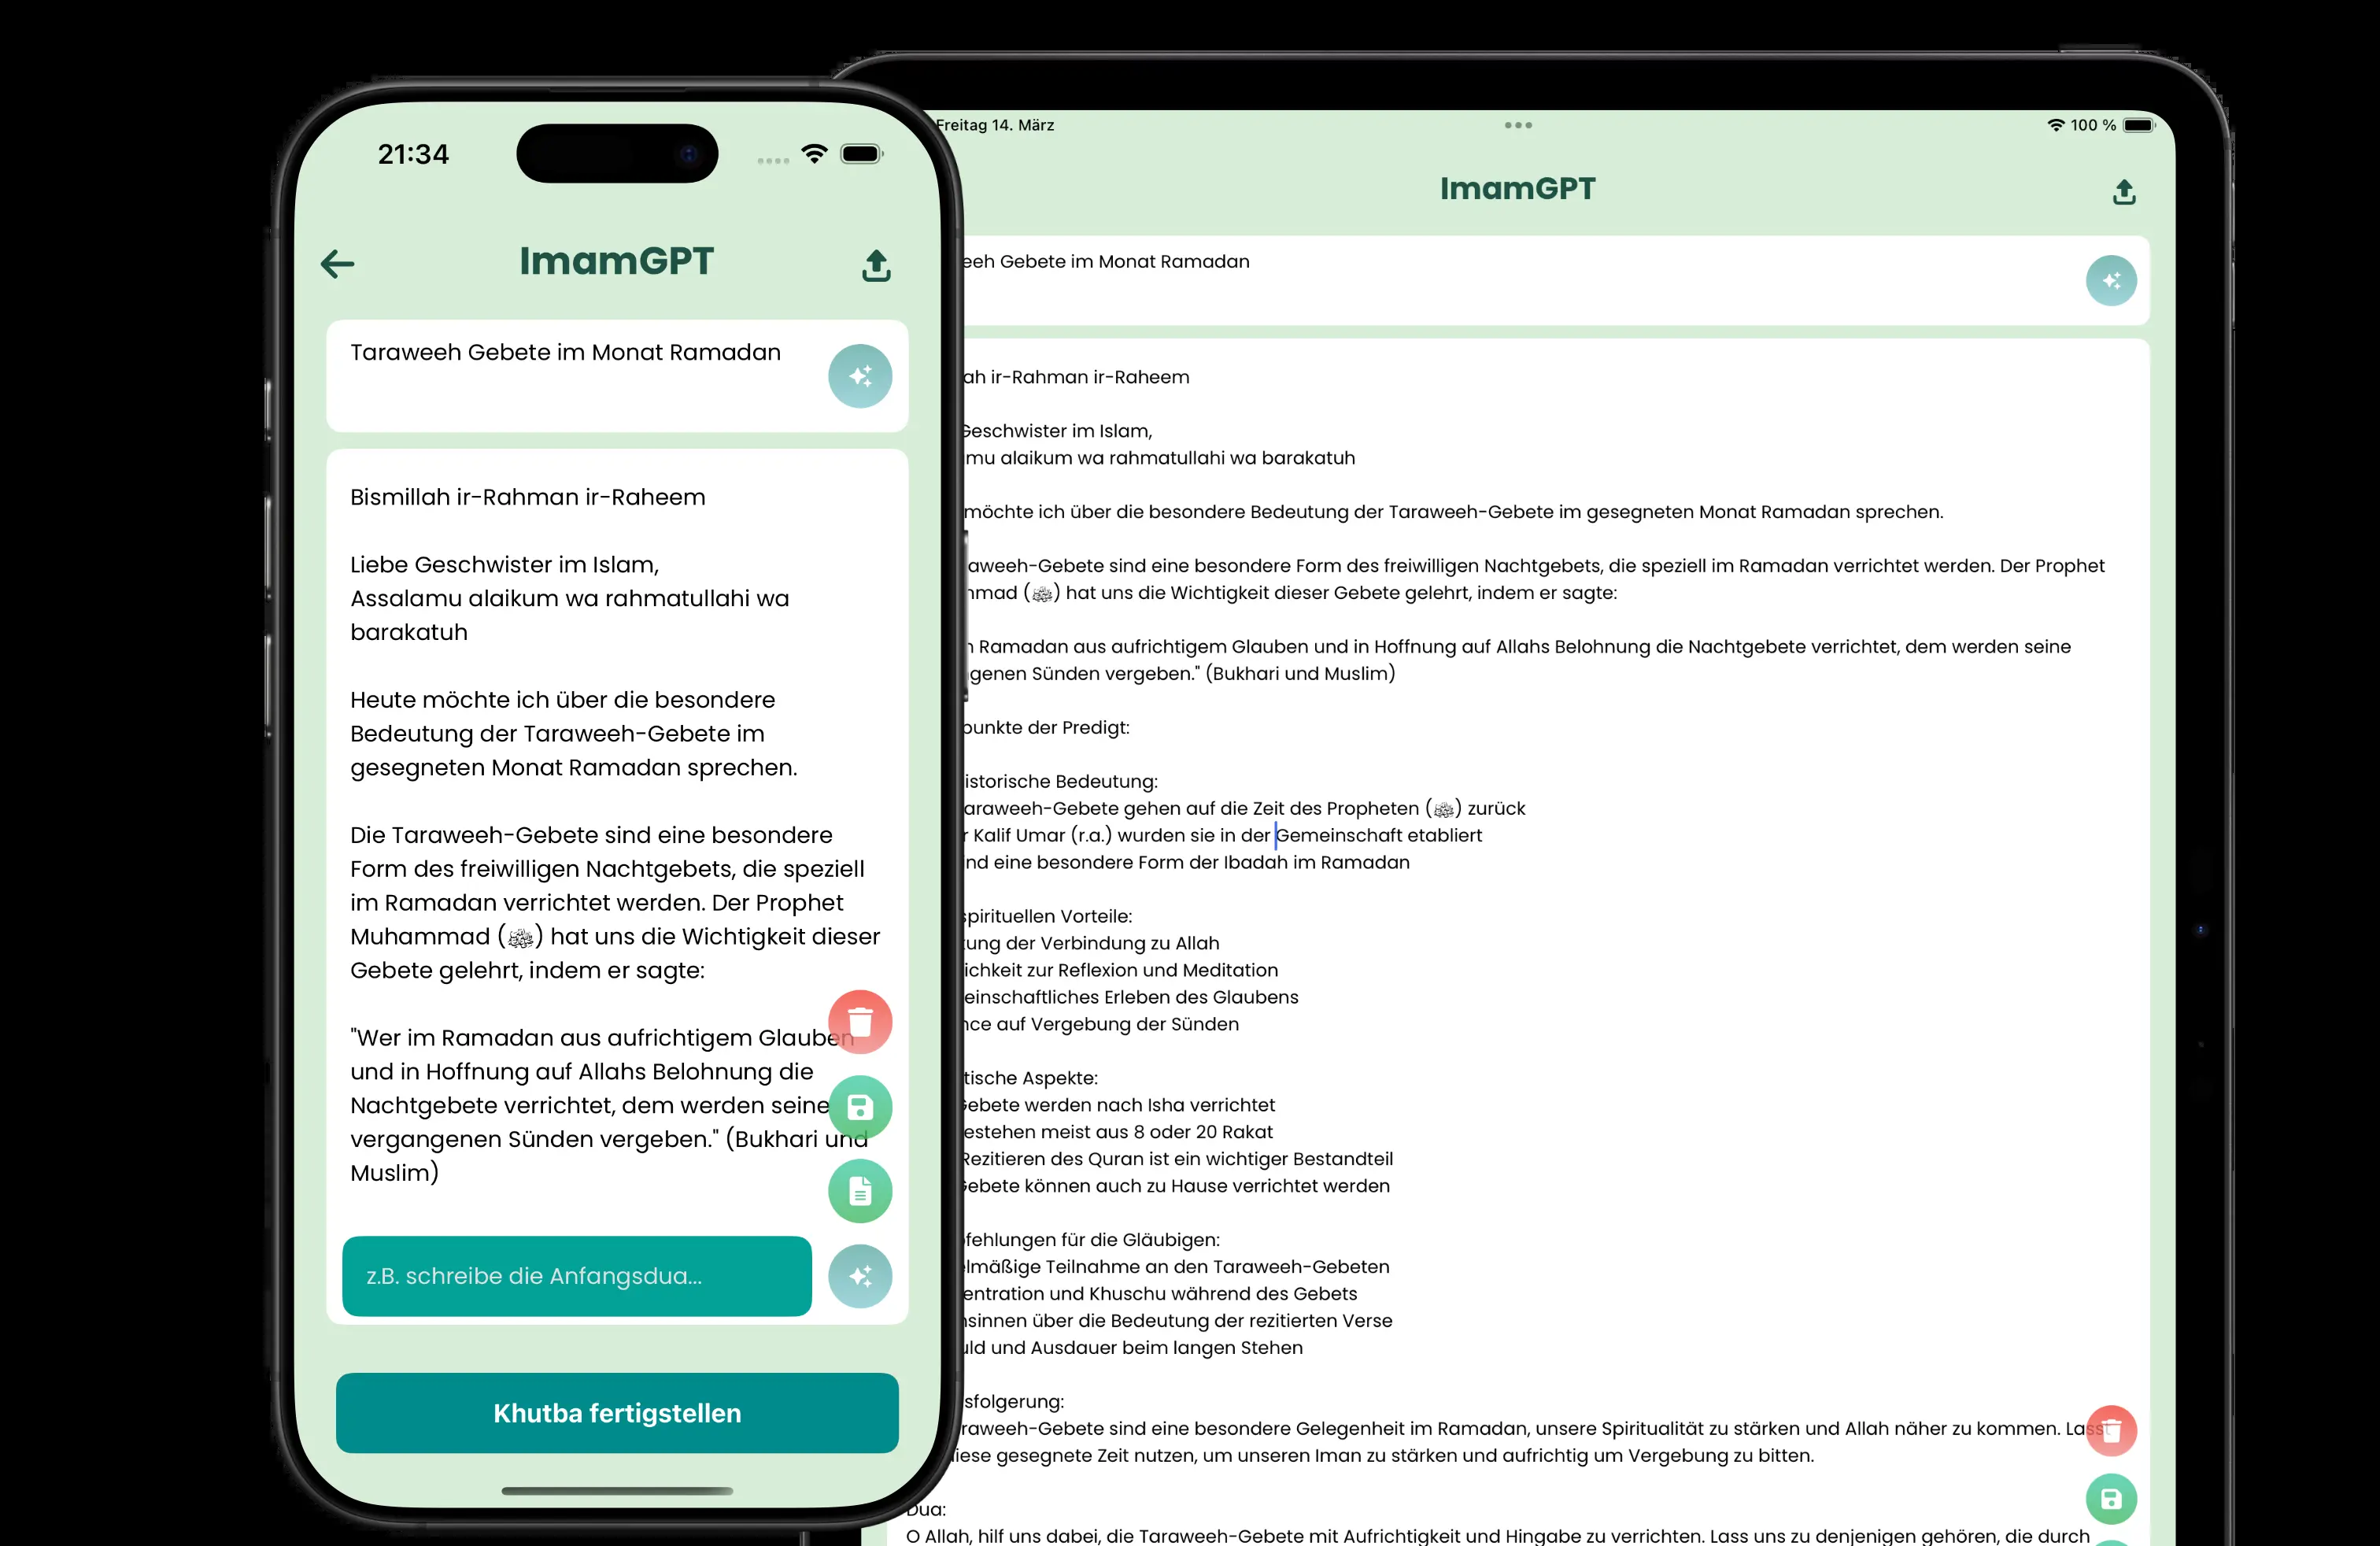 21:34
ImamGPT
Taraweeh Gebete im Monat Ramadan
Bismillah ir-Rahman ir-Raheem
Liebe Geschwister im Islam,
Assalamu alaikum wa rahmatullahi wa
barakatuh
Heute möchte ich über die besondere
Bedeutung der Taraweeh-Gebete im
gesegneten Monat Ramadan sprechen.
Die Taraweeh-Gebete sind eine besondere
Form des freiwilligen Nachtgebets, die speziell
im Ramadan verrichtet werden. Der Prophet
Muhammad (ﷺ) hat uns die Wichtigkeit dieser
Gebete gelehrt, indem er sagte:
"Wer im Ramadan aus aufrichtigem Glauben
und in Hoffnung auf Allahs Belohnung die
Nachtgebete verrichtet, dem werden seine
vergangenen Sünden vergeben." (Bukhari und
Muslim)
z.B. schreibe die Anfangsdua...
Khutba fertigstellen
Freitag 14. März
100 %
ImamGPT
Gebete im Monat Ramadan
ir-Rahman ir-Raheem
Geschwister im Islam,
alaikum wa rahmatullahi wa barakatuh
möchte ich über die besondere Bedeutung der Taraweeh-Gebete im gesegneten Monat Ramadan sprechen.
aweeh-Gebete sind eine besondere Form des freiwilligen Nachtgebets, die speziell im Ramadan verrichtet werden. Der Prophet
mmad (ﷺ) hat uns die Wichtigkeit dieser Gebete gelehrt, indem er sagte:
Ramadan aus aufrichtigem Glauben und in Hoffnung auf Allahs Belohnung die Nachtgebete verrichtet, dem werden seine
genen Sünden vergeben." (Bukhari und Muslim)
punkte der Predigt:
istorische Bedeutung:
araweeh-Gebete gehen auf die Zeit des Propheten (ﷺ) zurück
Kalif Umar (r.a.) wurden sie in der Gemeinschaft etabliert
nd eine besondere Form der Ibadah im Ramadan
spirituellen Vorteile:
der Verbindung zu Allah
ichkeit zur Reflexion und Meditation
einschaftliches Erleben des Glaubens
nce auf Vergebung der Sünden
tische Aspekte:
Gebete werden nach Isha verrichtet
estehen meist aus 8 oder 20 Rakat
Rezitieren des Quran ist ein wichtiger Bestandteil
Gebete können auch zu Hause verrichtet werden
fehlungen für die Gläubigen:
elmäßige Teilnahme an den Taraweeh-Gebeten
entration und Khuschu während des Gebets
nsinnen über die Bedeutung der rezitierten Verse
uld und Ausdauer beim langen Stehen
sfolgerung:
raweeh-Gebete sind eine besondere Gelegenheit im Ramadan, unsere Spiritualität zu stärken und Allah näher zu kommen. Lasst
diese gesegnete Zeit nutzen, um unseren Iman zu stärken und aufrichtig um Vergebung zu bitten.
Dua:
O Allah, hilf uns dabei, die Taraweeh-Gebete mit Aufrichtigkeit und Hingabe zu verrichten. Lass uns zu denjenigen gehören, die durch